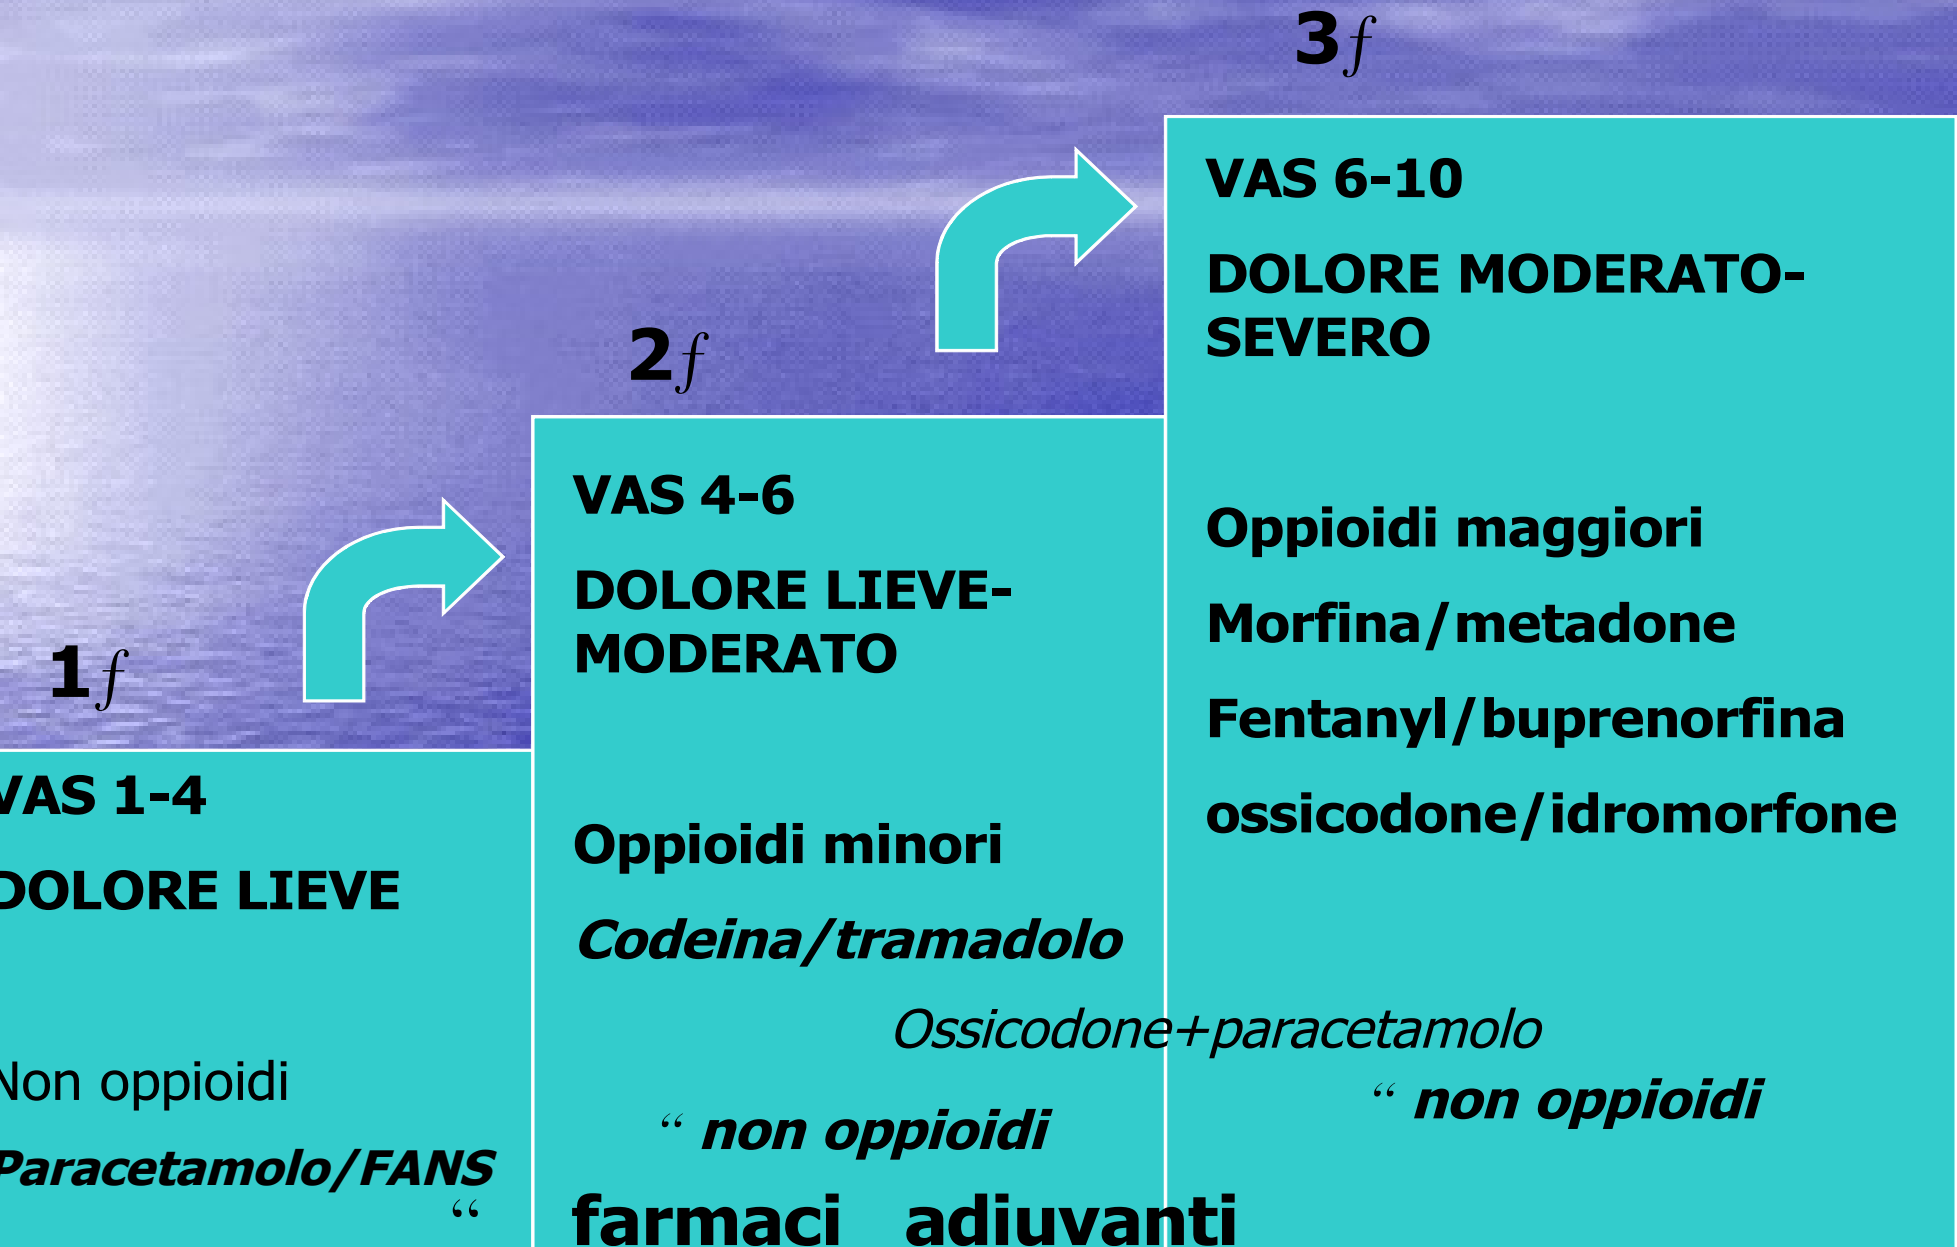 1ƒ
VAS 1-4
DOLORE LIEVE
Non oppioidi
Paracetamolo/FANS
“
2ƒ
VAS 4-6
DOLORE LIEVE-
MODERATO
Oppioidi minori
Codeina/tramadolo
Ossicodone+paracetamolo
“ non oppioidi
farmaci adiuvanti
3ƒ
VAS 6-10
DOLORE MODERATO-
SEVERO
Oppioidi maggiori
Morfina/metadone
Fentanyl/buprenorfina
ossicodone/idromorfone
“ non oppioidi